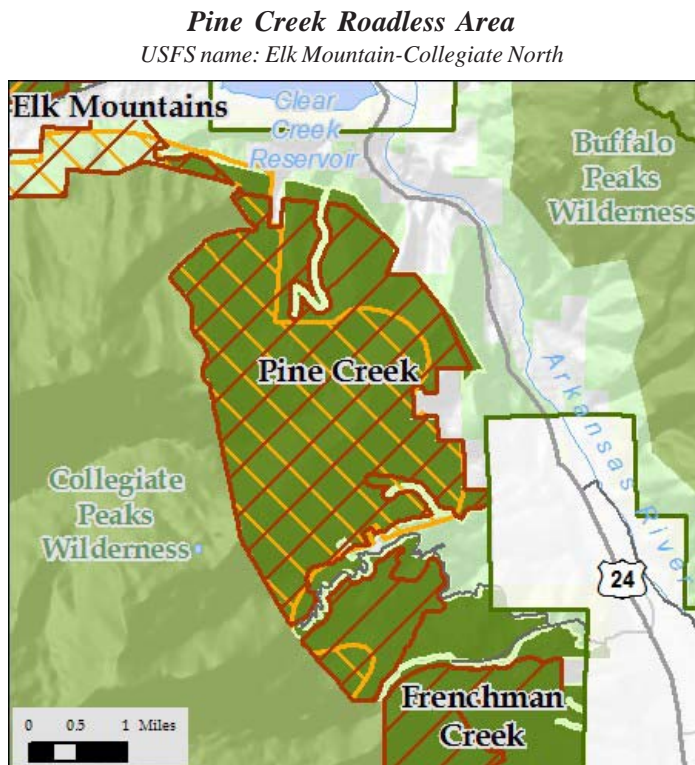 Pine Creek Roadless Area
USFS name: Elk Mountain-Collegiate North
Elk Mountains
Clear
Creek
Reservoir
Buffalo
Peaks
Wilderness
Pine Creek
Arkansas River
Collegiate
Peaks
Wilderness
24
Frenchman
Creek
0 0.5 1 Miles